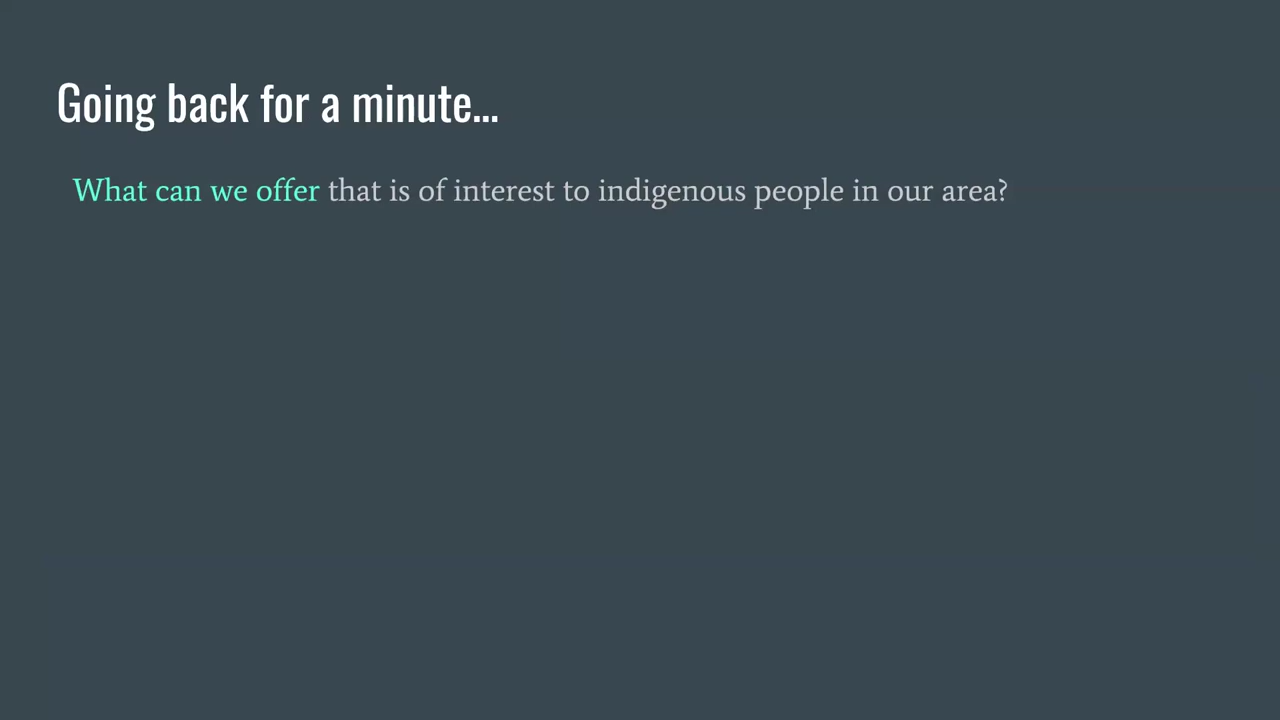 Going back for a minute...
What can we offer that is of interest to indigenous people in our area?